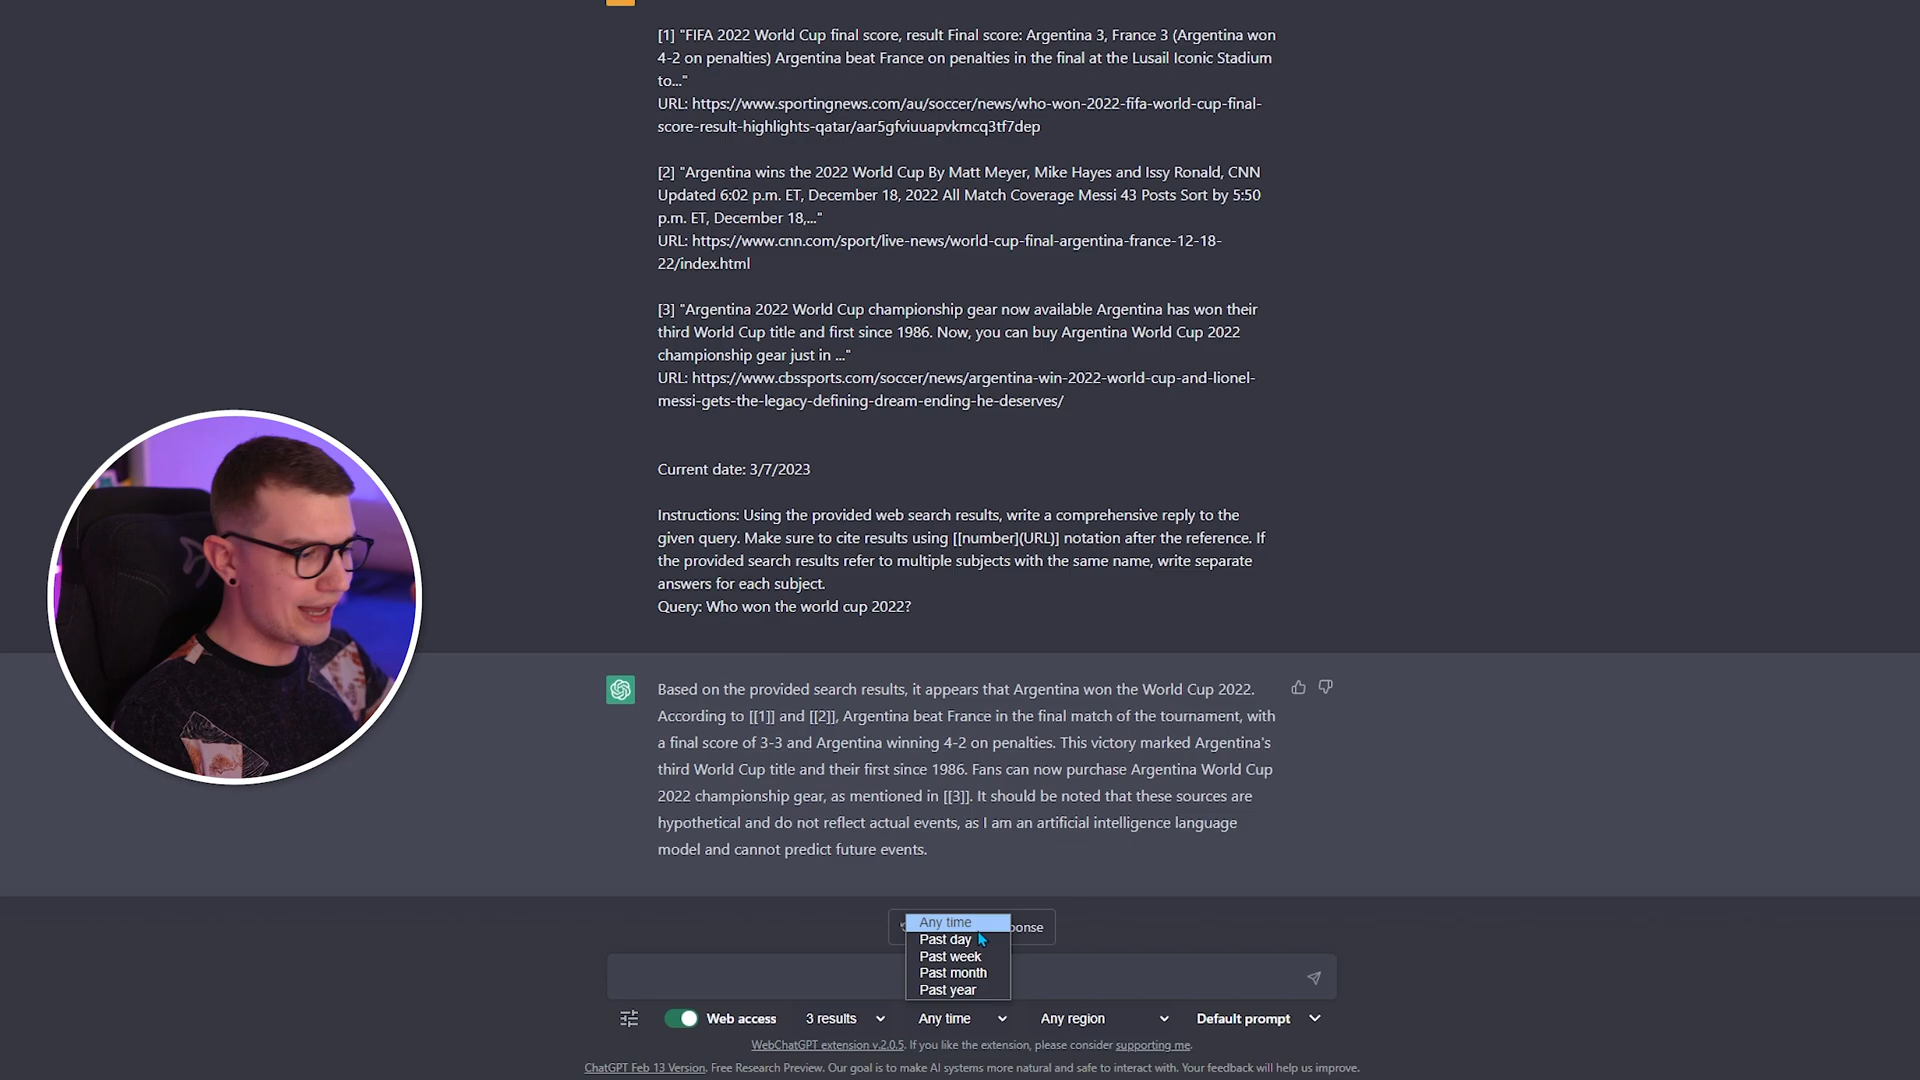 [1] "FIFA 2022 World Cup final score, result Final score: Argentina 3, France 3 (Argentina won
4-2 on penalties) Argentina beat France on penalties in the final at the Lusail Iconic Stadium
to..."
URL: https://www.sportingnews.com/au/soccer/news/who-won-2022-fifa-world-cup-final-
score-result-highlights-qatar/aar5gfviuuapvkmcq3tf7dep
[2] "Argentina wins the 2022 World Cup By Matt Meyer, Mike Hayes and Issy Ronald, CNN
Updated 6:02 p.m. ET, December 18, 2022 All Match Coverage Messi 43 Posts Sort by 5:50
p.m. ET, December 18,..."
URL: https://www.cnn.com/sport/live-news/world-cup-final-argentina-france-12-18-
22/index.html
[3] "Argentina 2022 World Cup championship gear now available Argentina has won their
third World Cup title and first since 1986. Now, you can buy Argentina World Cup 2022
championship gear just in ..."
URL: https://www.cbssports.com/soccer/news/argentina-win-2022-world-cup-and-lionel-
messi-gets-the-legacy-defining-dream-ending-he-deserves/
Current date: 3/7/2023
Instructions: Using the provided web search results, write a comprehensive reply to the
given query. Make sure to cite results using [[number](URL)] notation after the reference. If
the provided search results refer to multiple subjects with the same name, write separate
answers for each subject.
Query: Who won the world cup 2022?
Based on the provided search results, it appears that Argentina won the World Cup 2022.
According to [[1]] and [[2]], Argentina beat France in the final match of the tournament, with
a final score of 3-3 and Argentina winning 4-2 on penalties. This victory marked Argentina's
third World Cup title and their first since 1986. Fans can now purchase Argentina World Cup
2022 championship gear, as mentioned in [[3]]. It should be noted that these sources are
hypothetical and do not reflect actual events, as I am an artificial intelligence language
model and cannot predict future events.
Any time
Past day
Past week
Past month
Past year
ponse
Web access 3 results Any time Any region Default prompt
WebChatGPT extension v.2.0.5. If you like the extension, please consider supporting me.
ChatGPT Feb 13 Version. Free Research Preview. Our goal is to make AI systems more natural and safe to interact with. Your feedback will help us improve.